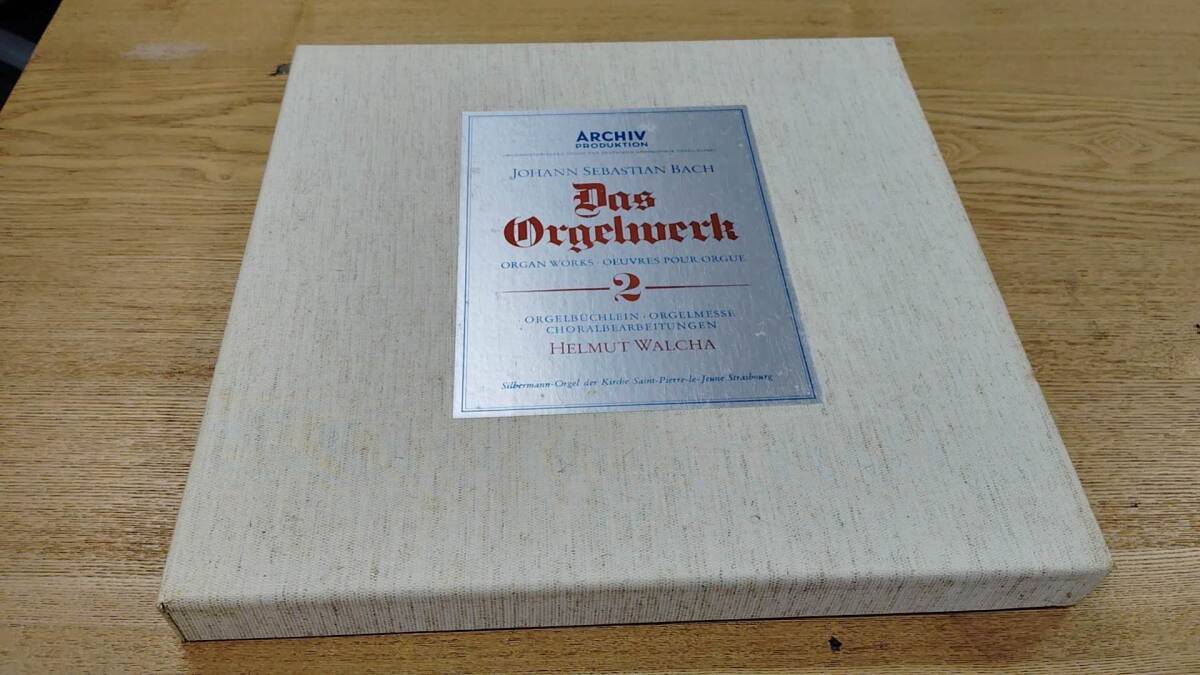 ARCHIV
PRODUKTION
JOHANN SEBASTIAN BACH
Das
Orgelwerk
ORGAN WORKS · OEUVRES POUR ORGUE
2
ORGELBÜCHLEIN · ORGELMESSE
CHORALBEARBEITUNGEN
HELMUT WALCHA
Silbermann-Orgel der Kirche Saint-Pierre-le-Jeune Strasbourg